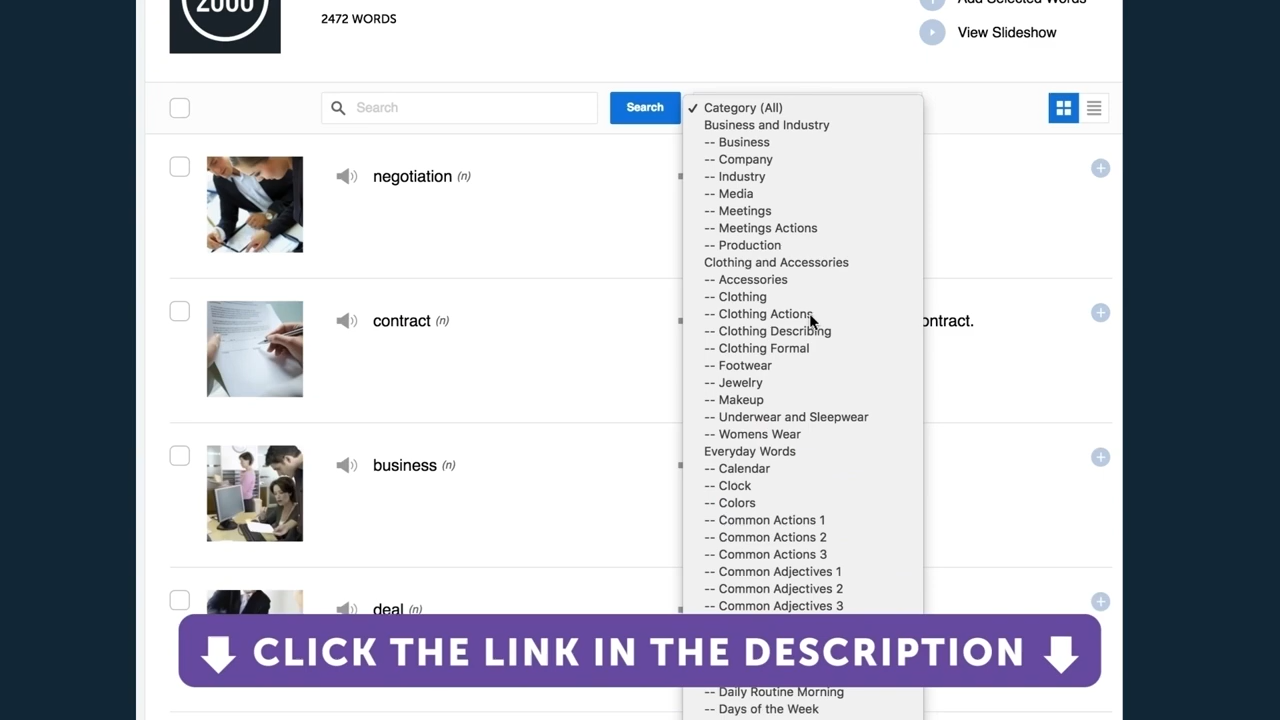 2000
2472 WORDS
Add Selected Words
View Slideshow
Search
Search
Category (All)
Business and Industry
-- Business
-- Company
-- Industry
-- Media
-- Meetings
-- Meetings Actions
-- Production
Clothing and Accessories
-- Accessories
-- Clothing
-- Clothing Actions
-- Clothing Describing
-- Clothing Formal
-- Footwear
-- Jewelry
-- Makeup
-- Underwear and Sleepwear
-- Womens Wear
Everyday Words
-- Calendar
-- Clock
-- Colors
-- Common Actions 1
-- Common Actions 2
-- Common Actions 3
-- Common Adjectives 1
-- Common Adjectives 2
-- Common Adjectives 3
-- Daily Routine Morning
-- Days of the Week
negotiation (n)
contract (n)
ontract.
business (n)
deal (n)
CLICK THE LINK IN THE DESCRIPTION